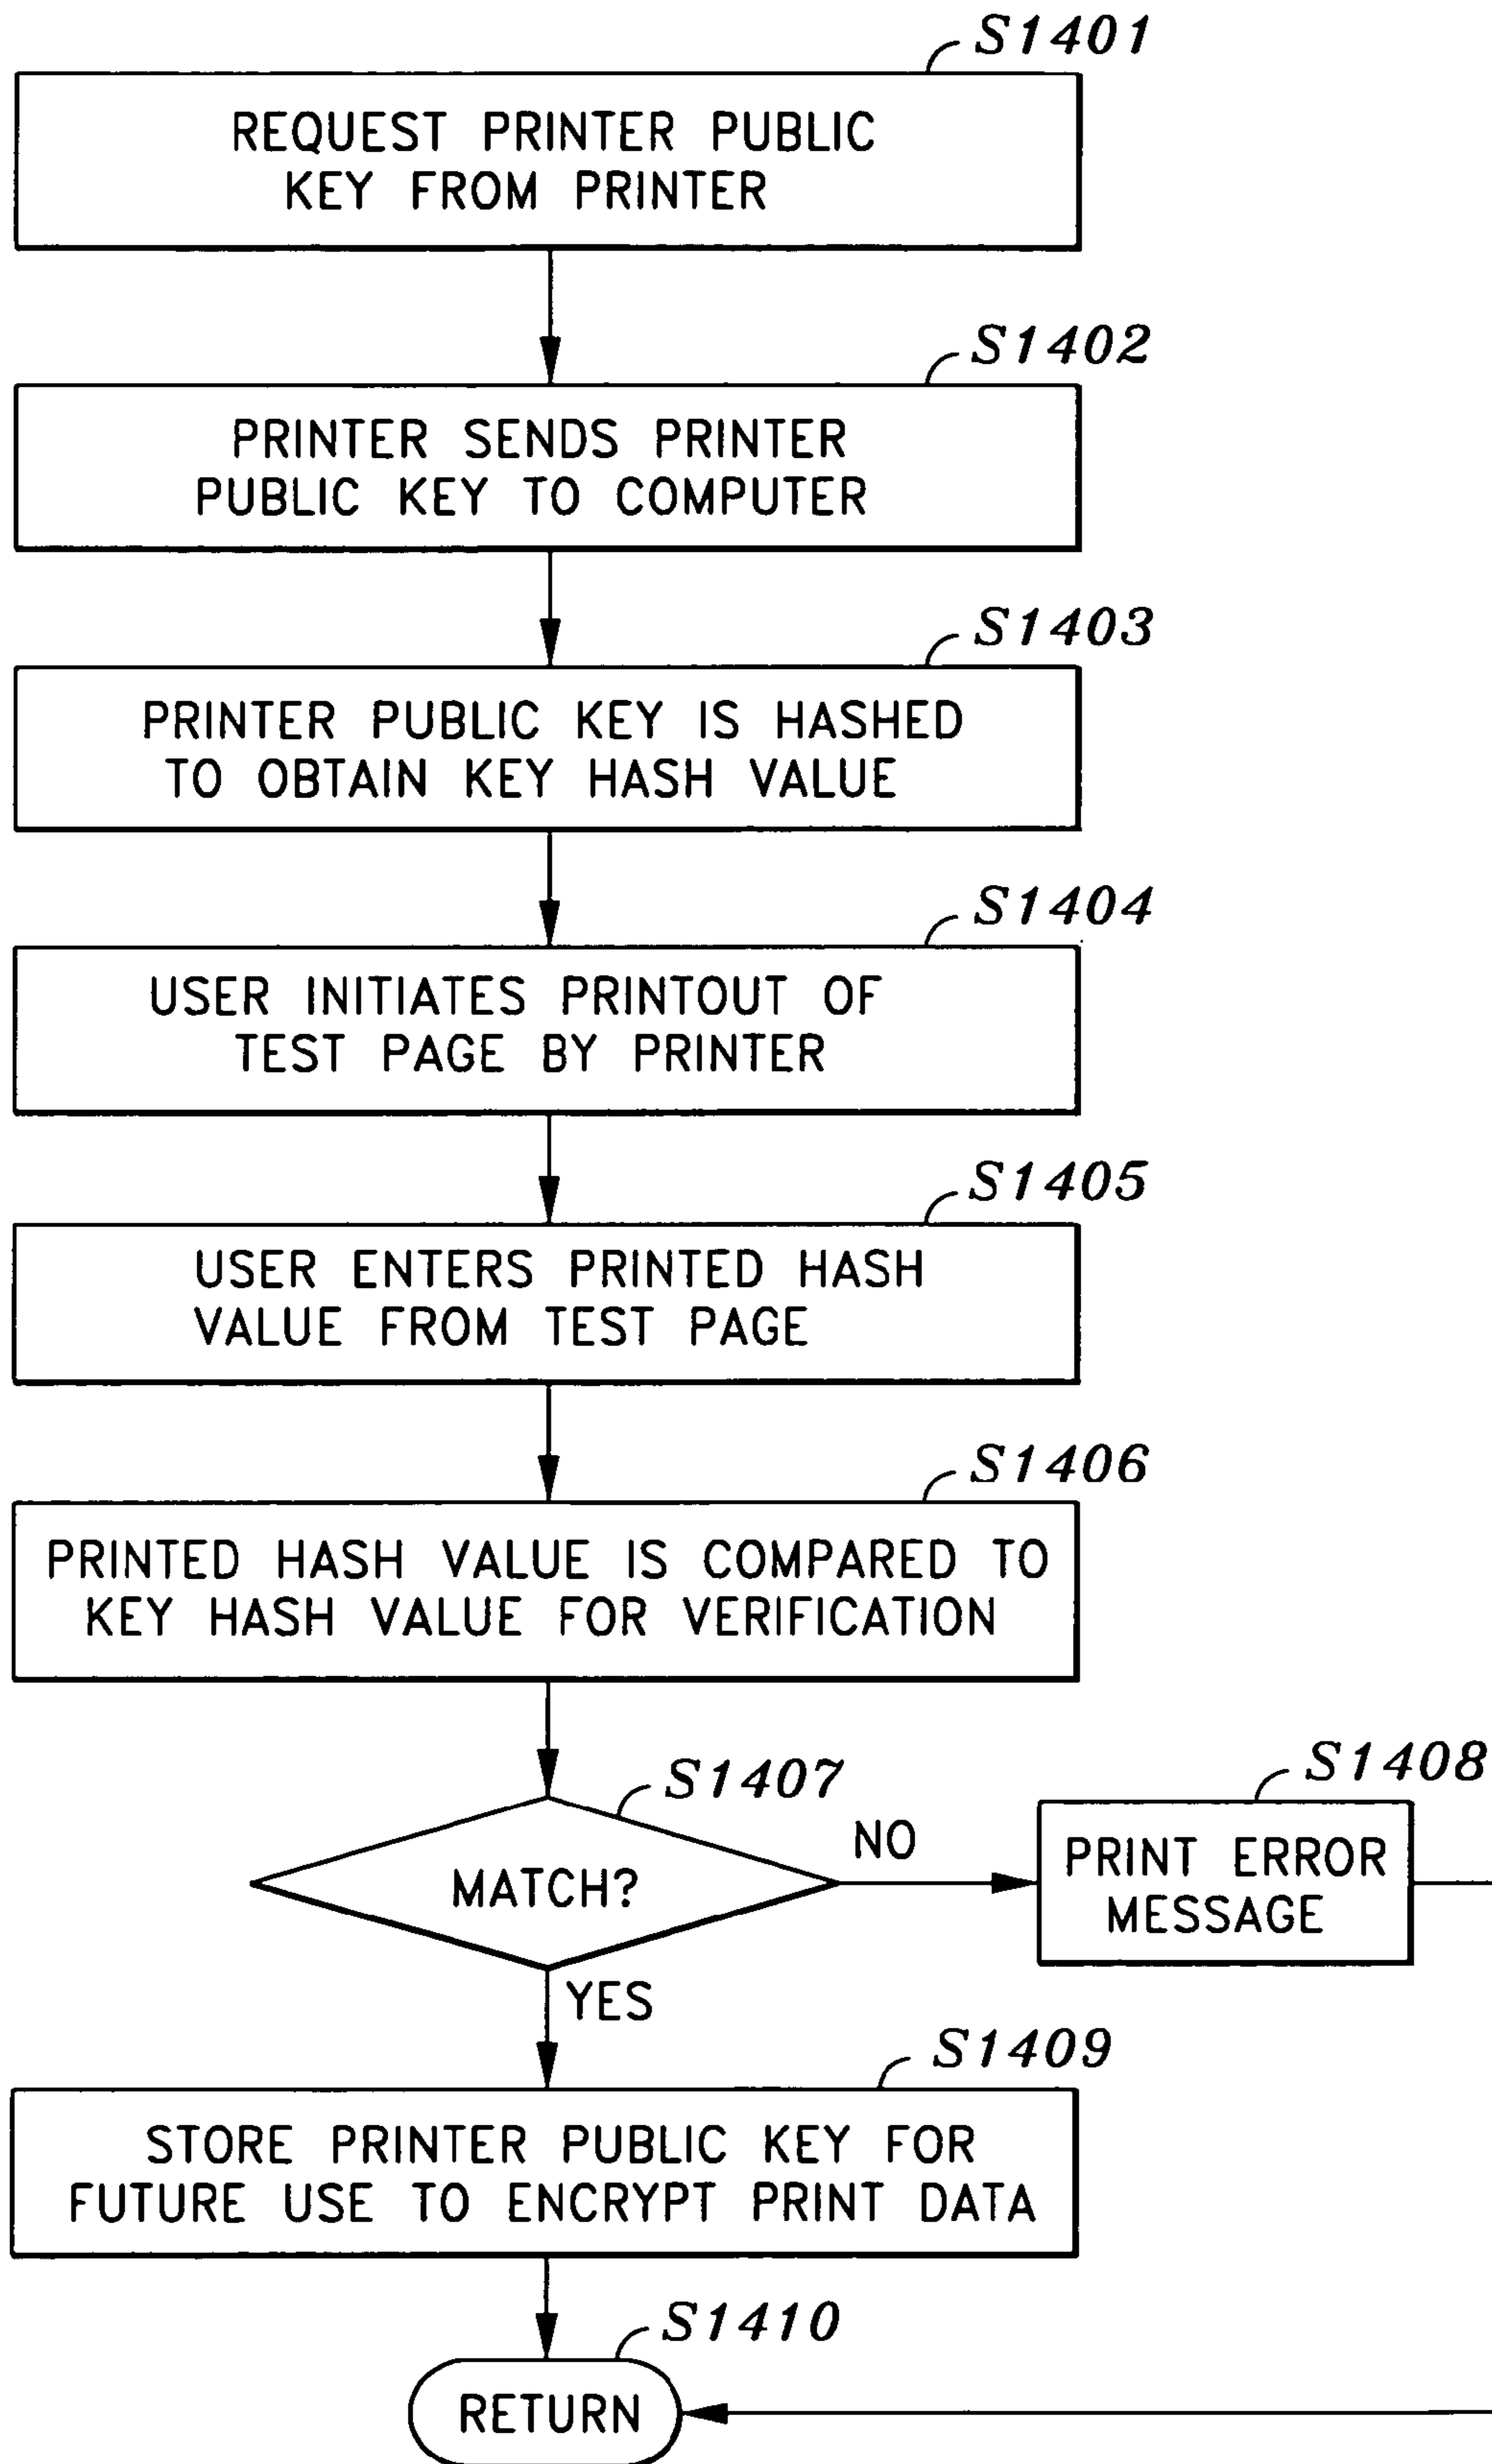 S1401
REQUEST PRINTER PUBLIC
KEY FROM PRINTER
S1402
PRINTER SENDS PRINTER
PUBLIC KEY TO COMPUTER
S1403
PRINTER PUBLIC KEY IS HASHED
TO OBTAIN KEY HASH VALUE
S1404
USER INITIATES PRINTOUT OF
TEST PAGE BY PRINTER
S1405
USER ENTERS PRINTED HASH
VALUE FROM TEST PAGE
S1406
PRINTED HASH VALUE IS COMPARED TO
KEY HASH VALUE FOR VERIFICATION
S1407
MATCH?
NO
S1408
PRINT ERROR
MESSAGE
YES
S1409
STORE PRINTER PUBLIC KEY FOR
FUTURE USE TO ENCRYPT PRINT DATA
S1410
RETURN